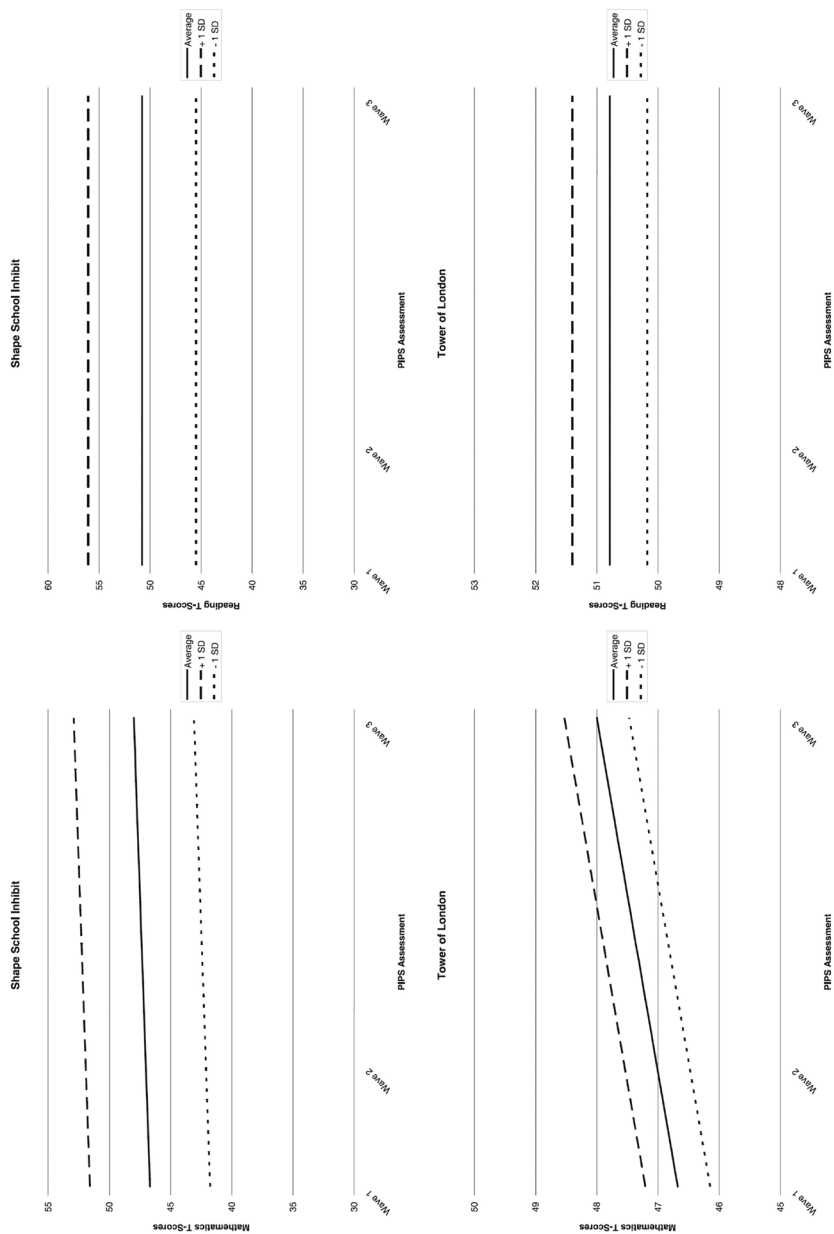 Shape School Inhibit
Mathematics T-Scores
55
50
45
40
35
30
Wave 1
Wave 2
Wave 3
PIPS Assessment
Average
+ 1 SD
- 1 SD
Shape School Inhibit
Reading T-Scores
60
55
50
45
40
35
30
Wave 1
Wave 2
Wave 3
PIPS Assessment
Average
+ 1 SD
- 1 SD
Tower of London
Mathematics T-Scores
50
49
48
47
46
45
Wave 1
Wave 2
Wave 3
PIPS Assessment
Average
+ 1 SD
- 1 SD
Tower of London
Reading T-Scores
53
52
51
50
49
48
Wave 1
Wave 2
Wave 3
PIPS Assessment
Average
+ 1 SD
- 1 SD